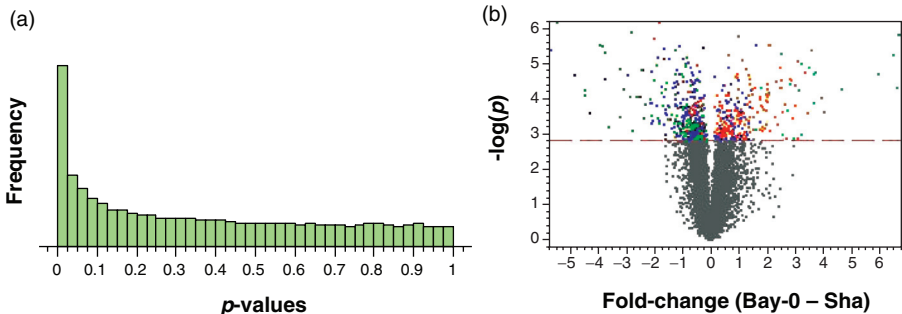 (a)
Frequency
0 0.1 0.2 0.3 0.4 0.5 0.6 0.7 0.8 0.9 1
p-values
(b)
-log(p)
6
5
4
3
2
1
0
−5 −4 −3 −2 −1 0 1 2 3 4 5 6
Fold-change (Bay-0 – Sha)